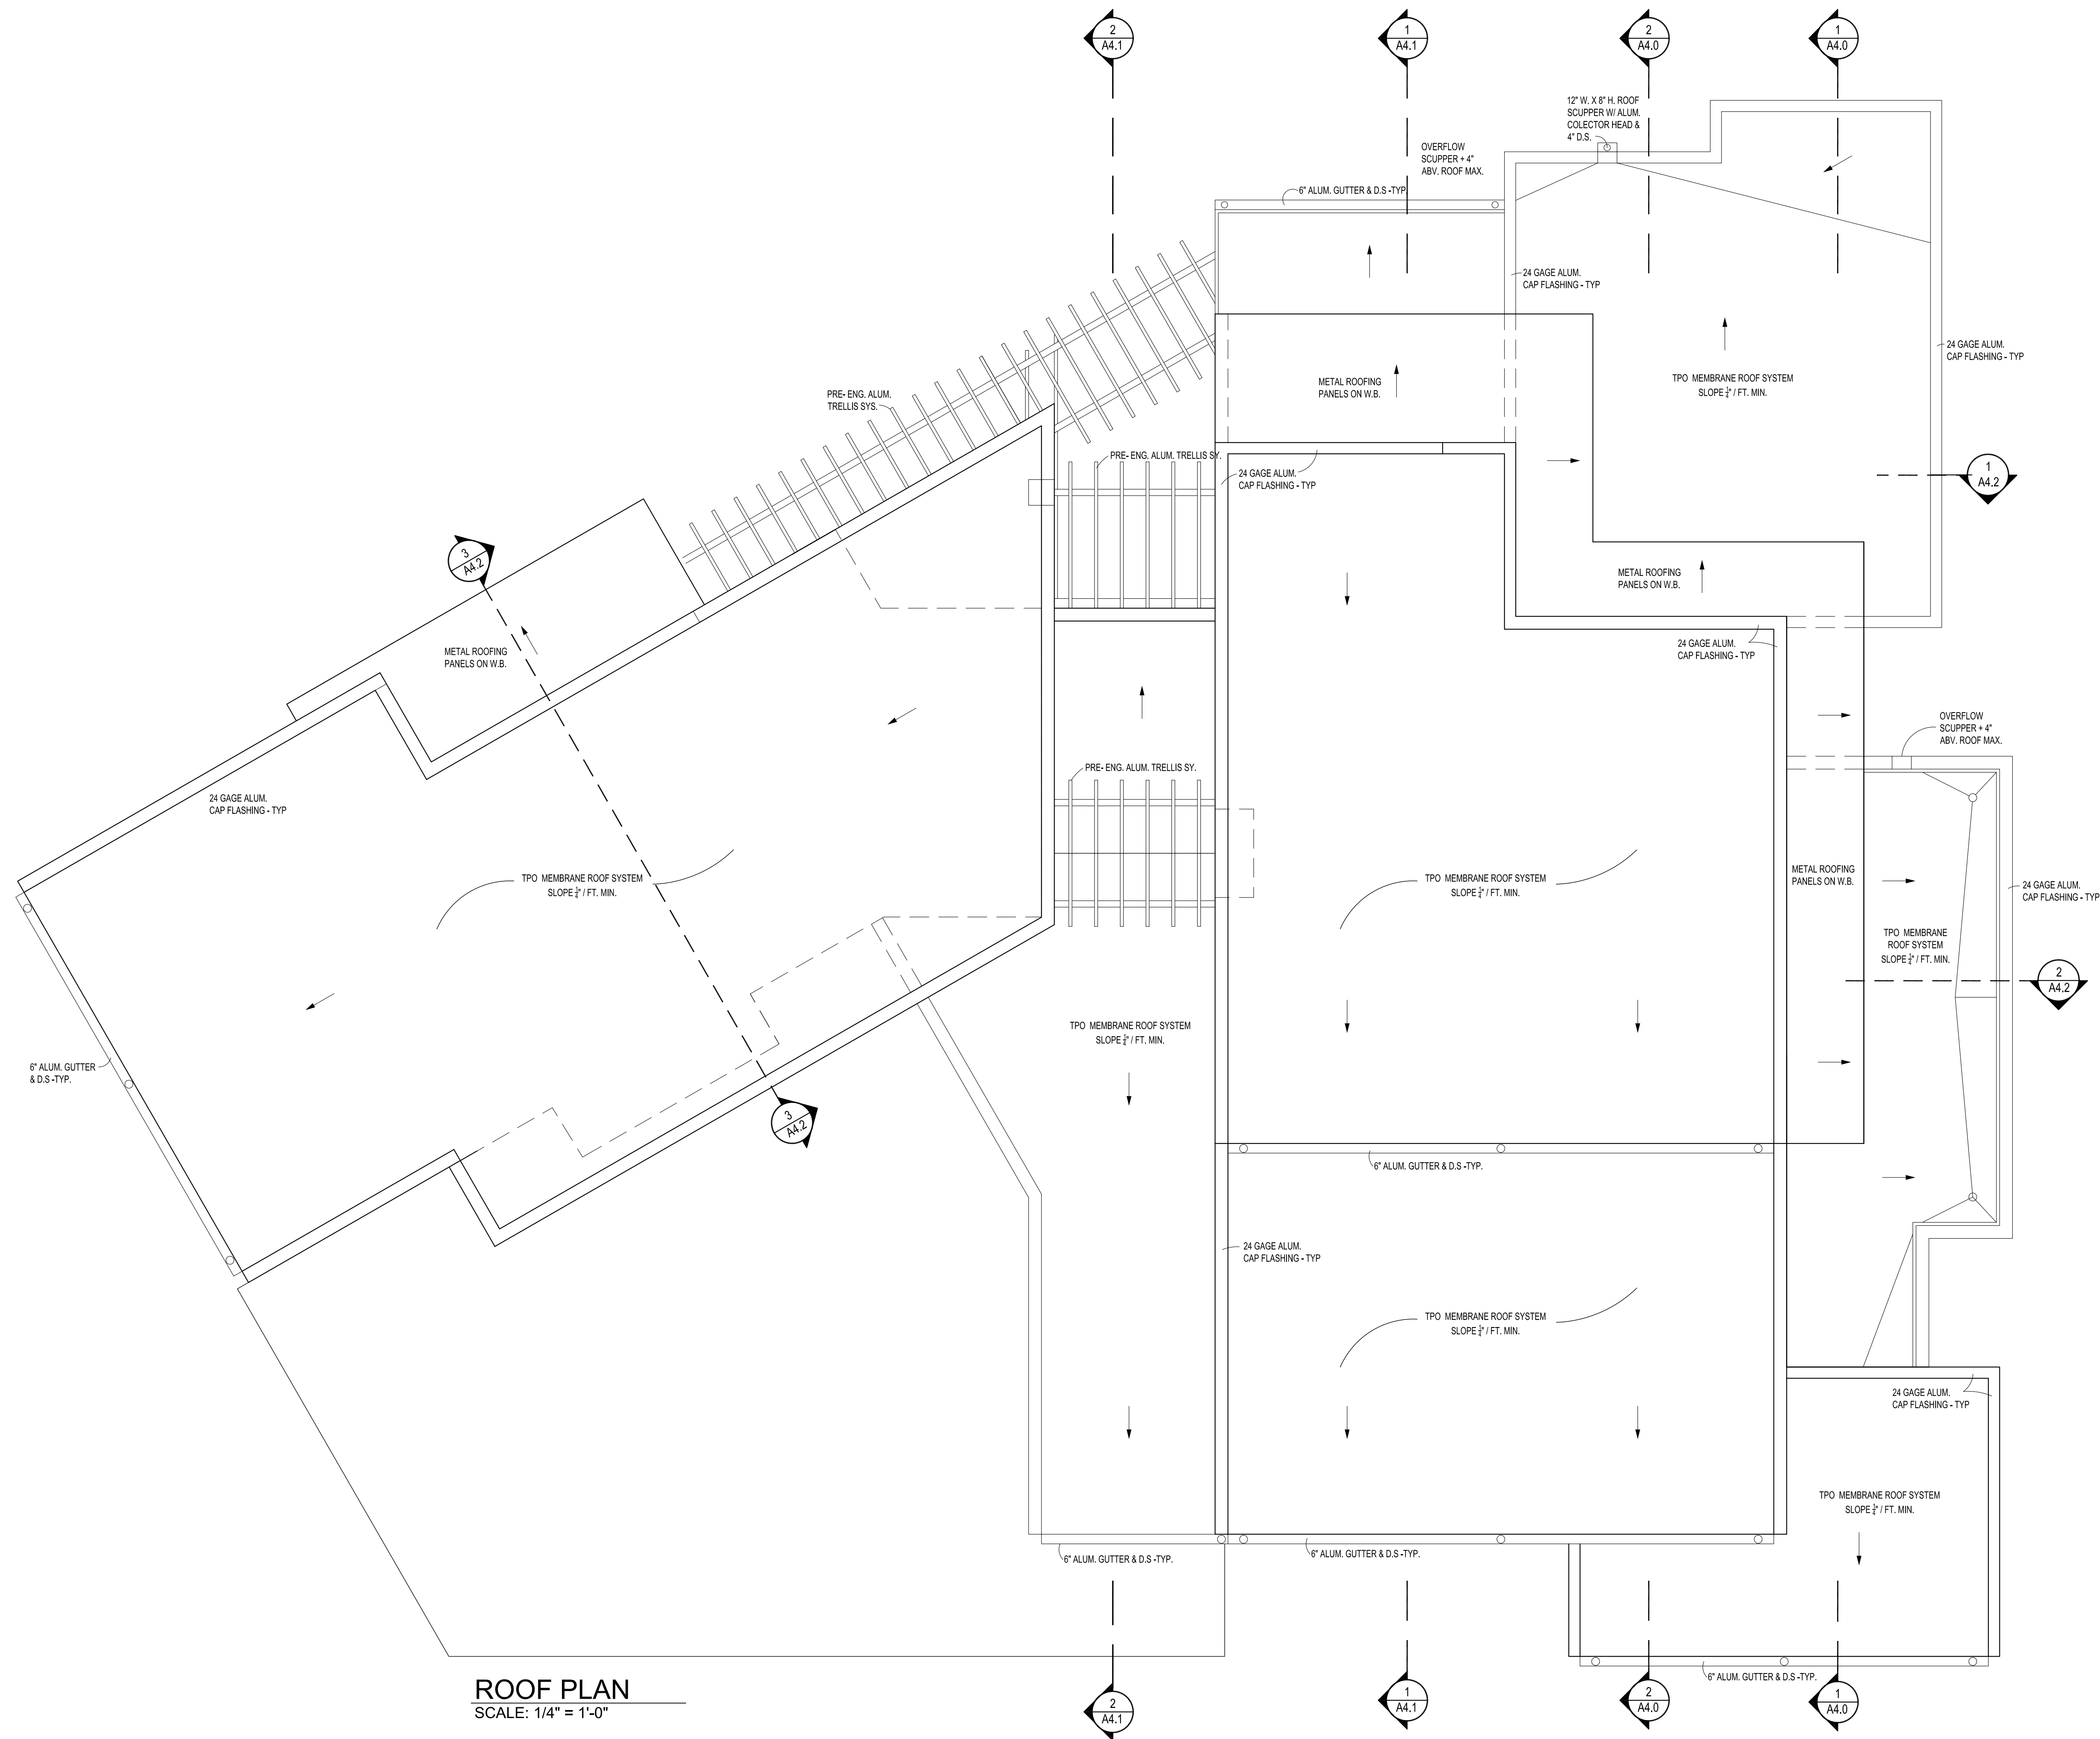 2
A4.1
1
A4.1
2
A4.0
1
A4.0
12" W. X 8" H. ROOF
SCUPPER W/ ALUM.
COLECTOR HEAD &
4" D.S.
OVERFLOW
SCUPPER + 4"
ABV. ROOF MAX.
6" ALUM. GUTTER & D.S -TYP.
24 GAGE ALUM.
CAP FLASHING - TYP
24 GAGE ALUM.
CAP FLASHING - TYP
METAL ROOFING
PANELS ON W.B.
TPO MEMBRANE ROOF SYSTEM
SLOPE 1/4" / FT. MIN.
PRE- ENG. ALUM.
TRELLIS SYS.
PRE- ENG. ALUM. TRELLIS SY.
24 GAGE ALUM.
CAP FLASHING - TYP
1
A4.2
3
A4.2
METAL ROOFING
PANELS ON W.B.
METAL ROOFING
PANELS ON W.B.
24 GAGE ALUM.
CAP FLASHING - TYP
OVERFLOW
SCUPPER + 4"
ABV. ROOF MAX.
PRE- ENG. ALUM. TRELLIS SY.
24 GAGE ALUM.
CAP FLASHING - TYP
TPO MEMBRANE ROOF SYSTEM
SLOPE 1/4" / FT. MIN.
TPO MEMBRANE ROOF SYSTEM
SLOPE 1/4" / FT. MIN.
METAL ROOFING
PANELS ON W.B.
24 GAGE ALUM.
CAP FLASHING - TYP
TPO MEMBRANE
ROOF SYSTEM
SLOPE 1/4" / FT. MIN.
2
A4.2
TPO MEMBRANE ROOF SYSTEM
SLOPE 1/4" / FT. MIN.
6" ALUM. GUTTER
& D.S -TYP.
3
A4.2
6" ALUM. GUTTER & D.S -TYP.
24 GAGE ALUM.
CAP FLASHING - TYP
TPO MEMBRANE ROOF SYSTEM
SLOPE 1/4" / FT. MIN.
24 GAGE ALUM.
CAP FLASHING - TYP
TPO MEMBRANE ROOF SYSTEM
SLOPE 1/4" / FT. MIN.
6" ALUM. GUTTER & D.S -TYP.
6" ALUM. GUTTER & D.S -TYP.
6" ALUM. GUTTER & D.S -TYP.
ROOF PLAN
SCALE: 1/4" = 1'-0"
2
A4.1
1
A4.1
2
A4.0
1
A4.0